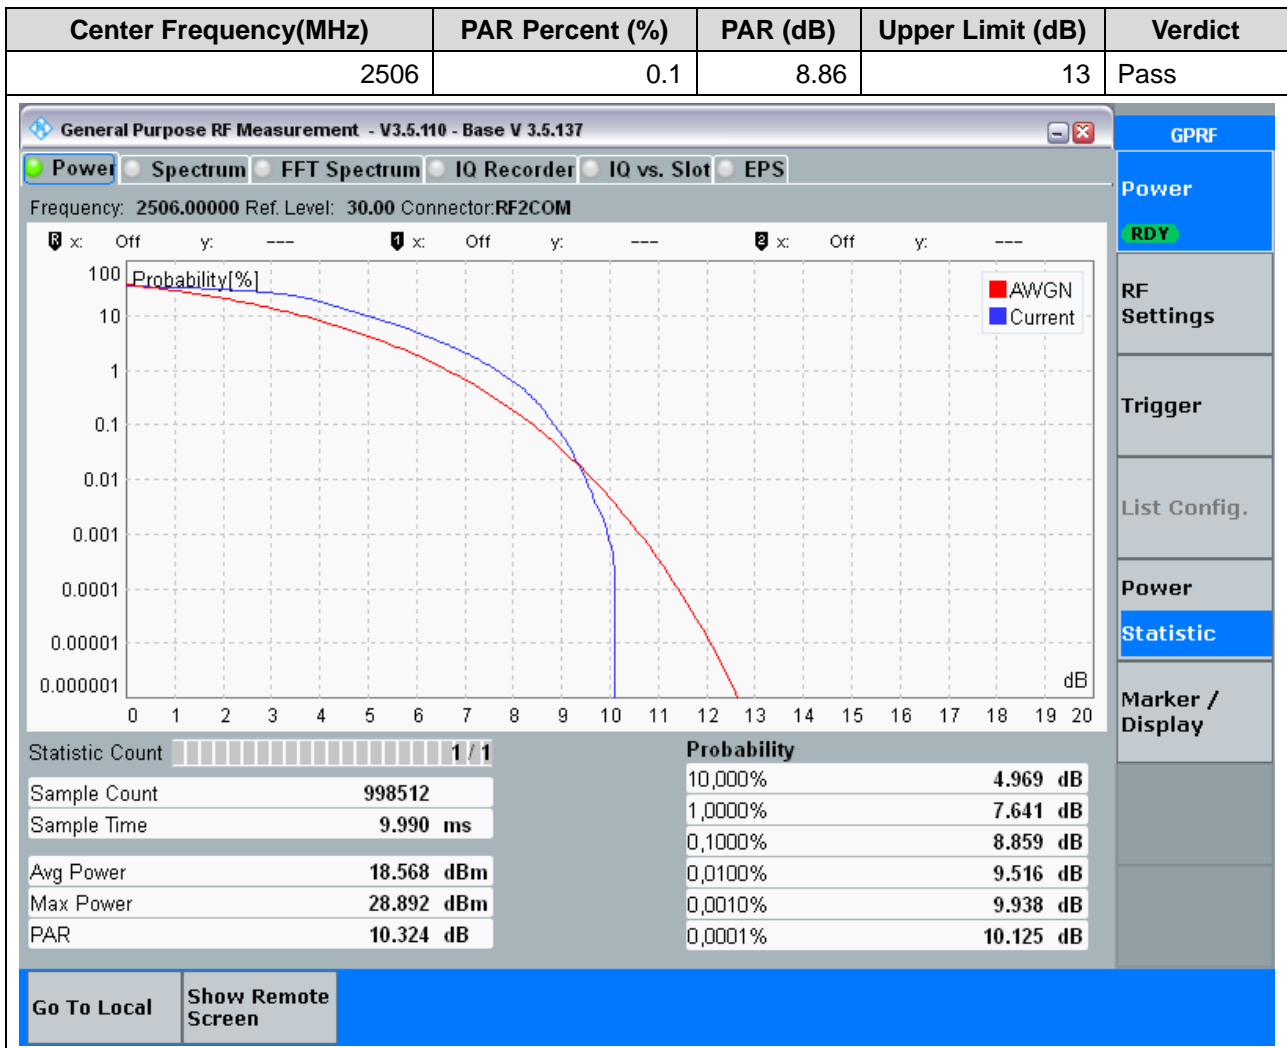 Center Frequency(MHz) PAR Percent (%) PAR (dB) Upper Limit (dB) Verdict
2506 0.1 8.86 13 Pass
General Purpose RF Measurement - V3.5.110 - Base V 3.5.137
GPRF
Power Spectrum FFT Spectrum IQ Recorder IQ vs. Slot EPS
Frequency: 2506.00000 Ref. Level: 30.00 Connector:RF2COM
R x: Off y: --- 1 x: Off y: --- 2 x: Off y: ---
Probability[%]
AWGN
Current
100
10
1
0.1
0.01
0.001
0.0001
0.00001
0.000001
dB
0 1 2 3 4 5 6 7 8 9 10 11 12 13 14 15 16 17 18 19 20
Statistic Count 1 / 1
Sample Count 998512
Sample Time 9.990 ms
Avg Power 18.568 dBm
Max Power 28.892 dBm
PAR 10.324 dB
Probability
10,000% 4.969 dB
1,0000% 7.641 dB
0,1000% 8.859 dB
0,0100% 9.516 dB
0,0010% 9.938 dB
0,0001% 10.125 dB
Power
RDY
RF
Settings
Trigger
List Config.
Power
Statistic
Marker /
Display
Go To Local
Show Remote
Screen